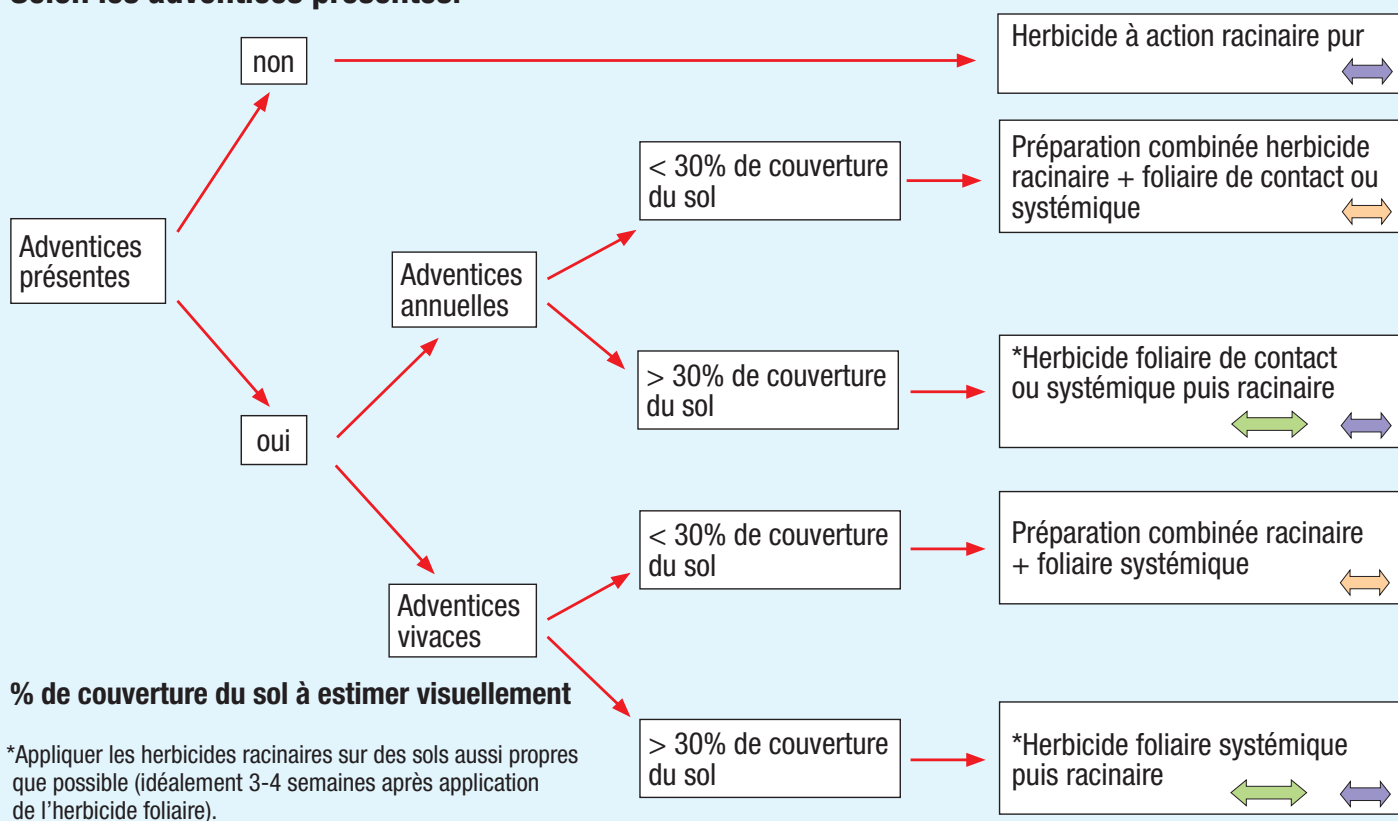 Selon les adventices présentes:
non
Herbicide à action racinaire pur
< 30% de couverture
du sol
Préparation combinée herbicide
racinaire + foliaire de contact ou
systémique
Adventices
présentes
Adventices
annuelles
> 30% de couverture
du sol
*Herbicide foliaire de contact
ou systémique puis racinaire
oui
< 30% de couverture
du sol
Préparation combinée racinaire
+ foliaire systémique
Adventices
vivaces
% de couverture du sol à estimer visuellement
> 30% de couverture
du sol
*Herbicide foliaire systémique
puis racinaire
*Appliquer les herbicides racinaires sur des sols aussi propres
que possible (idéalement 3-4 semaines après application
de l’herbicide foliaire).